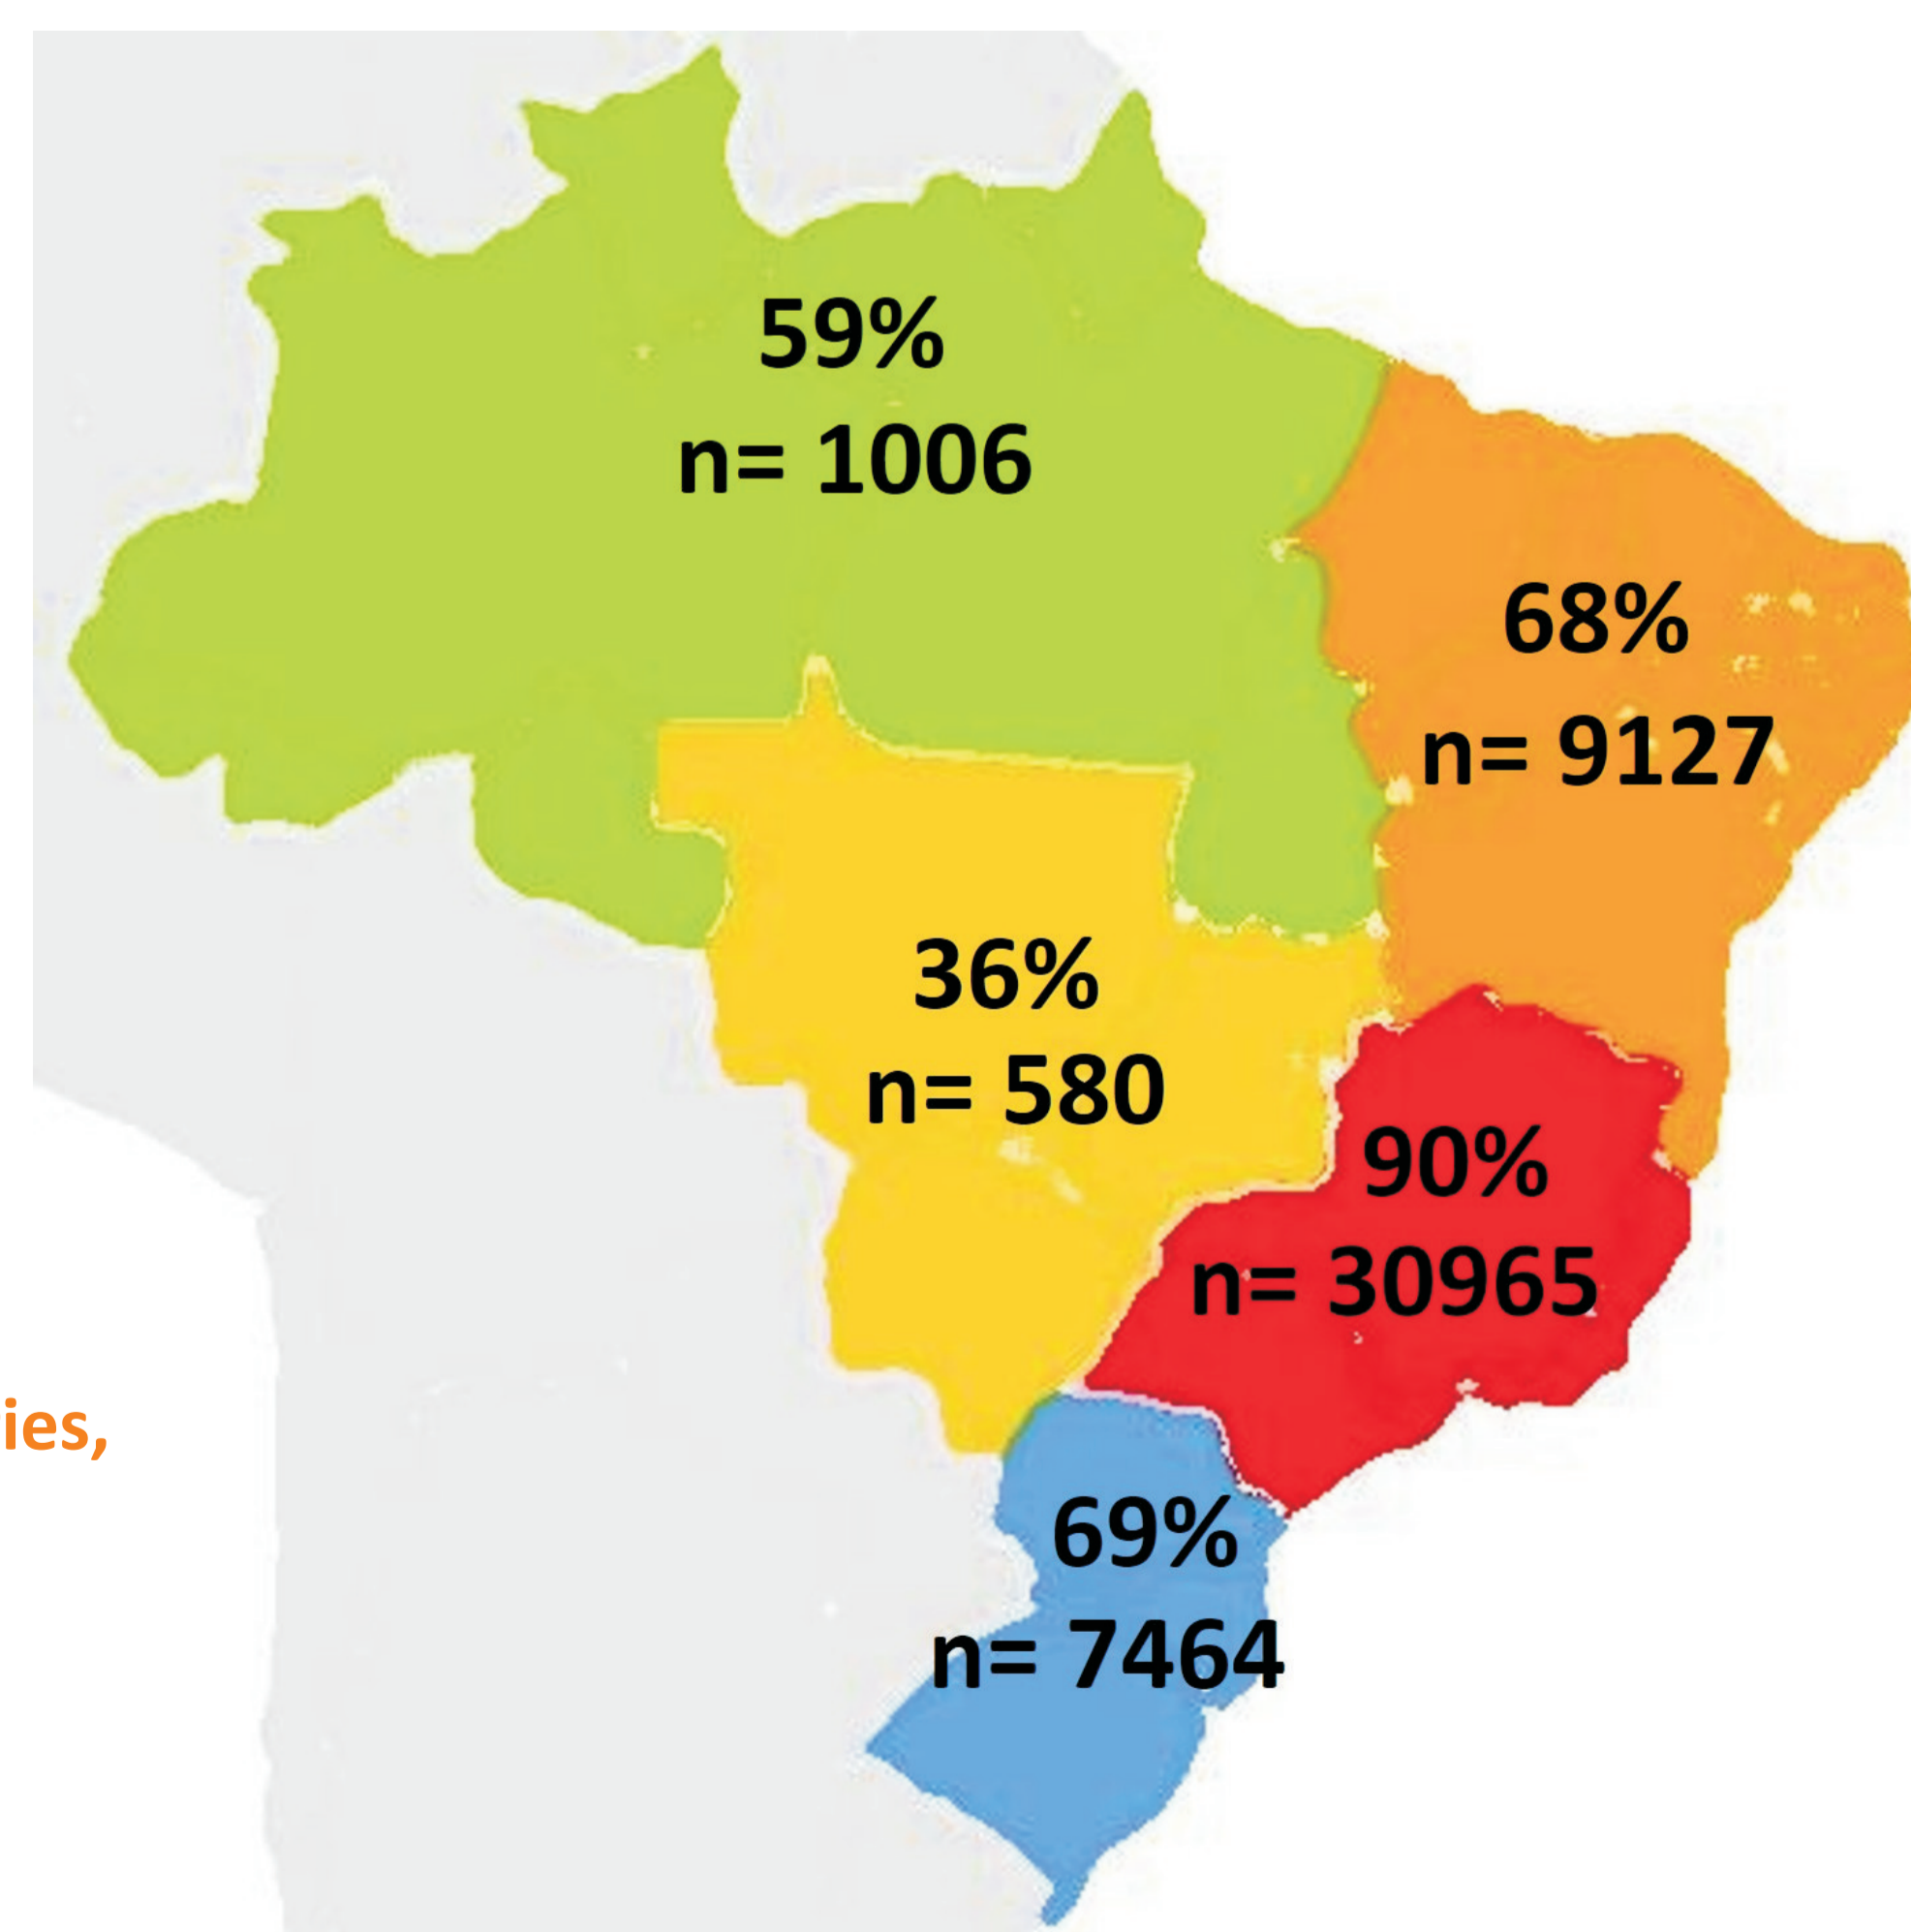 59%
n= 1006
68%
n= 9127
36%
n= 580
90%
n= 30965
ies,
69%
n= 7464